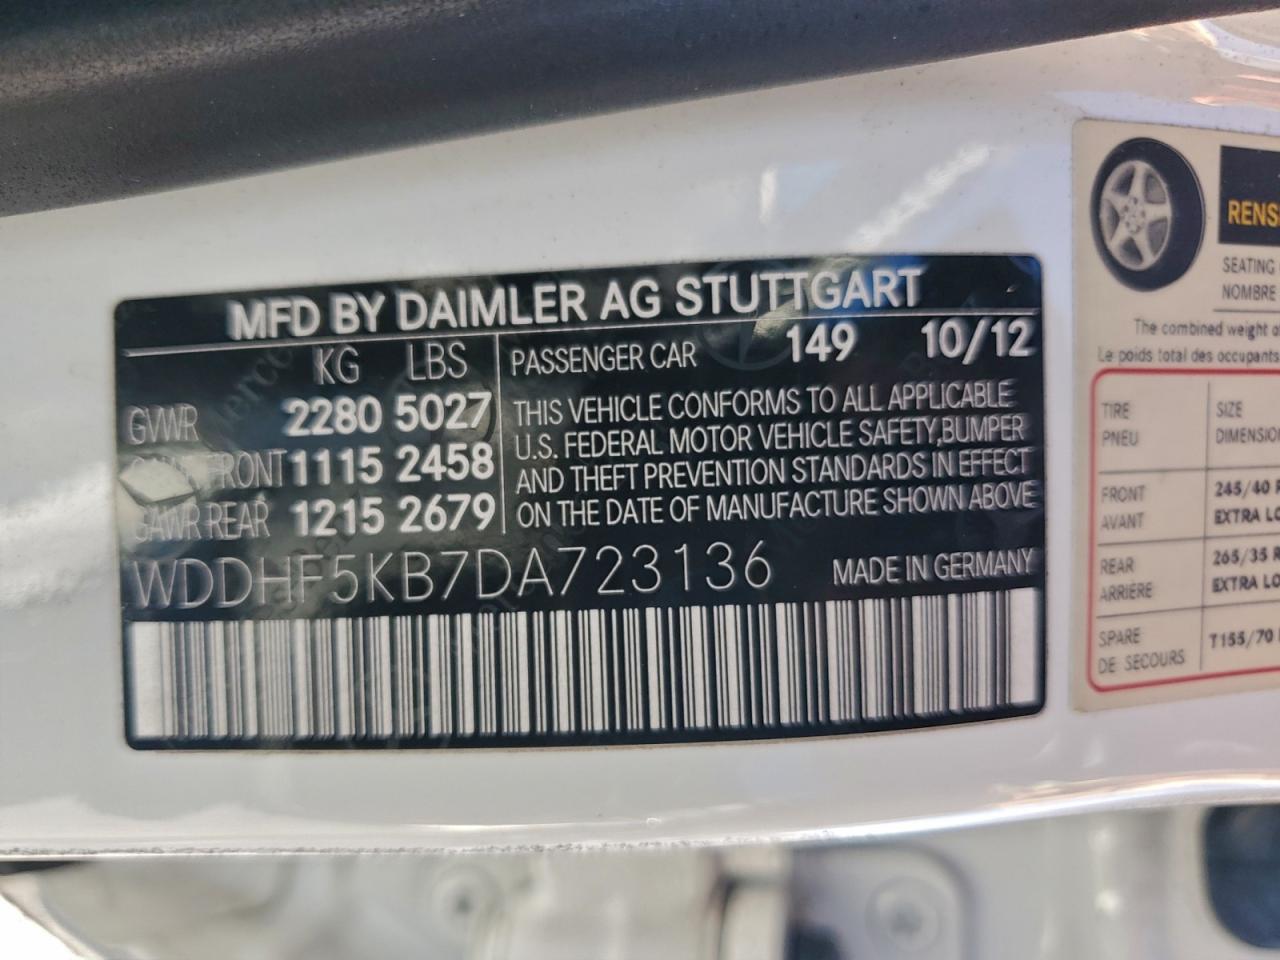 MFD BY DAIMLER AG STUTTGART
KG LBS
PASSENGER CAR 149 10/12
GVWR 2280 5027
FRONT 1115 2458
GAWR REAR 1215 2679
THIS VEHICLE CONFORMS TO ALL APPLICABLE
U.S. FEDERAL MOTOR VEHICLE SAFETY,BUMPER
AND THEFT PREVENTION STANDARDS IN EFFECT
ON THE DATE OF MANUFACTURE SHOWN ABOVE
WDDHF5KB7DA723136 MADE IN GERMANY
RENS
SEATING
NOMBRE
The combined weight o
Le poids total des occupants
TIRE SIZE
PNEU DIMENSION
FRONT 245/40 R
AVANT EXTRA LO
REAR 265/35 R
ARRIÈRE EXTRA LO
SPARE T155/70
DE SECOURS